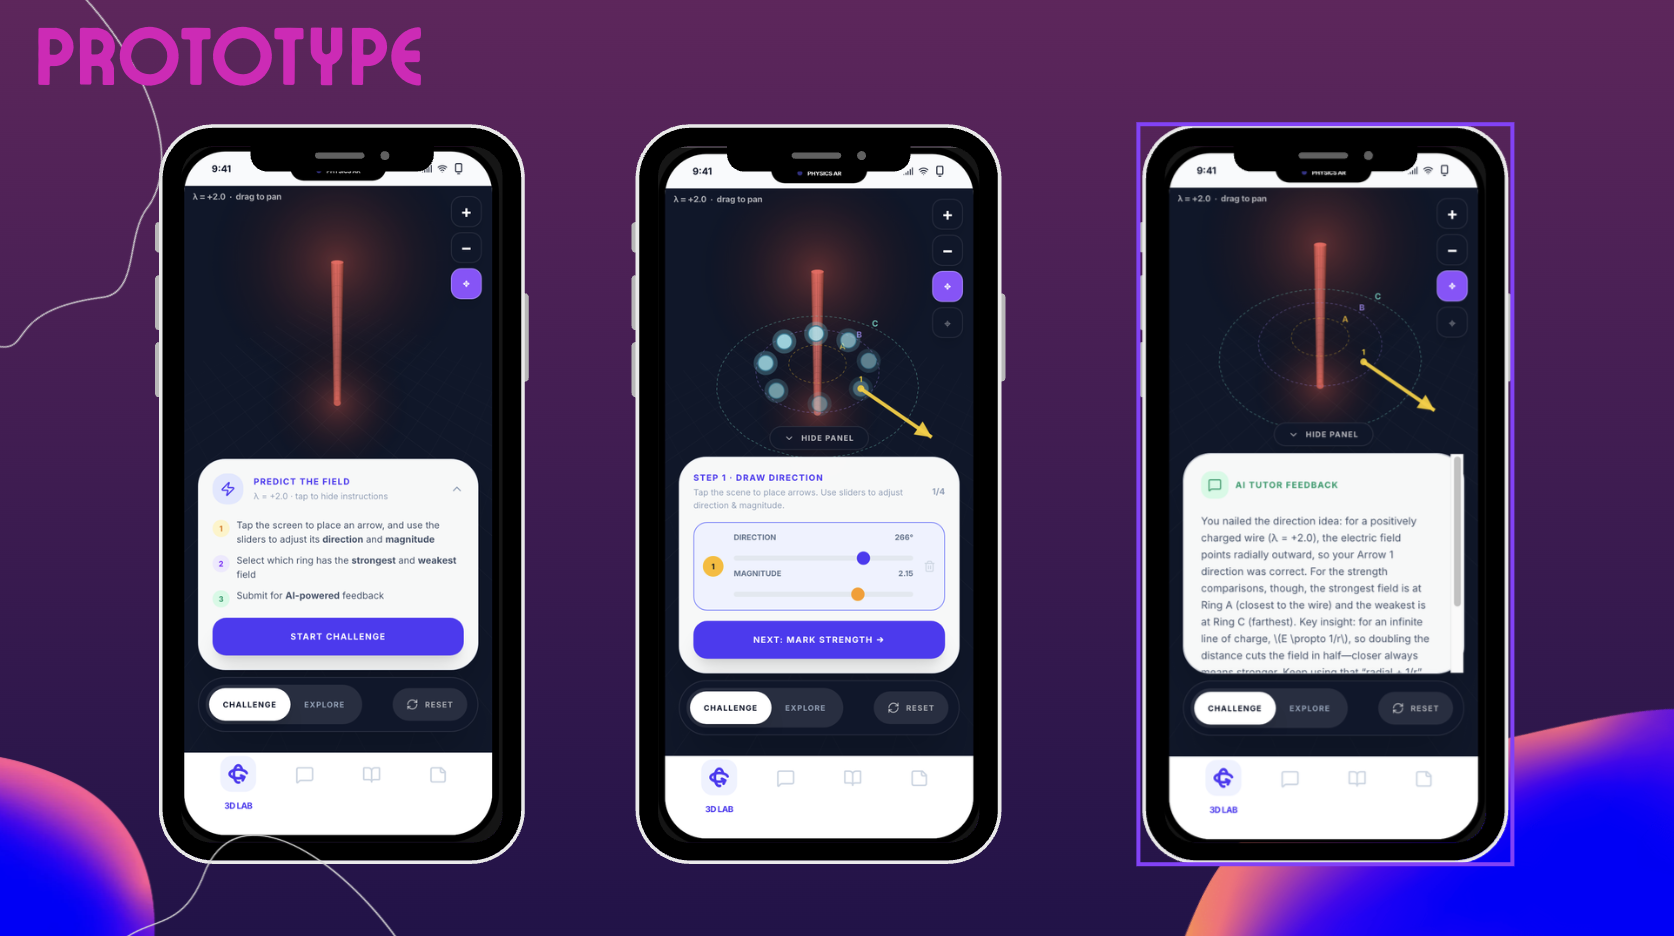 PROTOTYPE
9:41
λ = +2.0 · drag to pan
+
−
PREDICT THE FIELD
λ = +2.0 · tap to hide instructions
1
Tap the screen to place an arrow, and use the
sliders to adjust its direction and magnitude
2
Select which ring has the strongest and weakest
field
3
Submit for AI-powered feedback
START CHALLENGE
CHALLENGE
EXPLORE
RESET
3D LAB
9:41
PHYSICS AR
λ = +2.0 · drag to pan
+
−
C
B
A
1
HIDE PANEL
STEP 1 · DRAW DIRECTION
Tap the scene to place arrows. Use sliders to adjust
direction & magnitude.
1/4
DIRECTION
266°
1
MAGNITUDE
2.15
NEXT: MARK STRENGTH →
CHALLENGE
EXPLORE
RESET
3D LAB
9:41
PHYSICS AR
λ = +2.0 · drag to pan
+
−
C
B
A
1
HIDE PANEL
AI TUTOR FEEDBACK
You nailed the direction idea: for a positively
charged wire (λ = +2.0), the electric field
points radially outward, so your Arrow 1
direction was correct. For the strength
comparisons, though, the strongest field is at
Ring A (closest to the wire) and the weakest is
at Ring C (farthest). Key insight: for an infinite
line of charge, \(E \propto 1/r\), so doubling the
distance cuts the field in half—closer always
means stronger. Keep using that “radial + 1/r”
CHALLENGE
EXPLORE
RESET
3D LAB